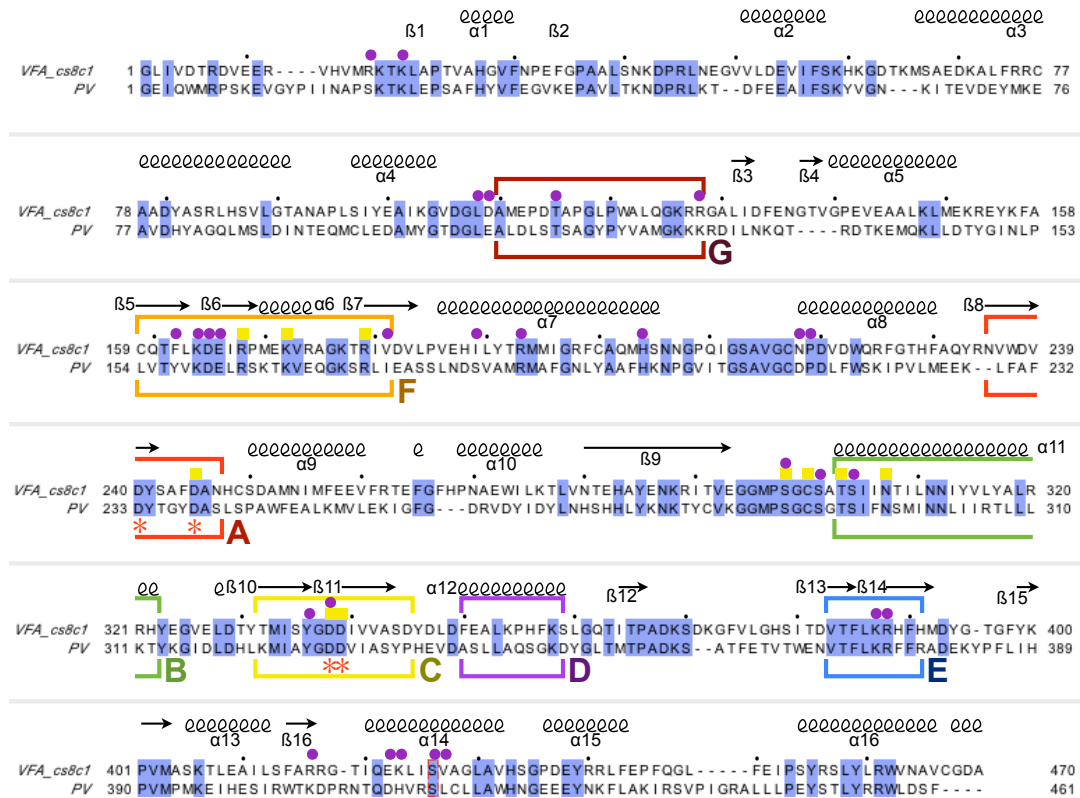 ß1 α1 ß2 α2 α3
VFA_cs8c1 1 GLIVDTRDVEER----VHVMRKTKLAPTVAHGVFNPEFGPAALSNKDPRLNEGVVLDEVIFSKHKGDTKMSAEDKALFRRC 77
PV 1 GEIQWMRPSKEVGYPIINAPSKTKLEPSAFHYVFEGVKEPAVLTKNDPRLKT--DFEEAIFSKYVGN---KITEVDEYMKE 76
α4 ß3 ß4 α5
VFA_cs8c1 78 AADYASRLHSVLGTANAPLSIYEAIKGVDGLDAMEPDTAPGLPWALQGKRRGALIDFENGTVGPEVEAALKLMEKREYKFA 158
PV 77 AVDHYAGQLMSLDINTEQMCLEDAMYGTDGLEALDLSTSAGYPYVAMGKKKRDILNKQT----RDTKEMQKLLDTYGINLP 153
G
ß5 ß6 α6 ß7 α7 α8 ß8
VFA_cs8c1 159 CQTFLKDEIRPMEKVRAGKTRIVDVLPVEHILYTRMMIGRFCAQMHSNNGPQIGSAVGCNPDVDWQRFGTHFAQYRNVWDV 239
PV 154 LVTYVKDELRSKTKVEQGKSRLIEASSLNDSVAMRMAFGNLYAAFHKNPGVITGSAVGCDPDLFWSKIPVLMEEK--LFAF 232
F
α9 α10 ß9 α11
VFA_cs8c1 240 DYSAFDANHCSDAMNIMFEEVFRTEFGFHPNAEWILKTLVNTEHAYENKRITVEGGMPSGCSATSIINTILNNIYVLYALR 320
PV 233 DYTGYDASLSPAWFEALKMVLEKIGFG---DRVDYIDYLNHSHHLYKNKTYCVKGGMPSGCSGTSIFNSMINNLIIRTLLL 310
* * A
ß10 ß11 α12 ß12 ß13 ß14 ß15
VFA_cs8c1 321 RHYEGVELDTYTMISYGDDIVVASDYDLDFEALKPHFKSLGQTITPADKSDKGFVLGHSITDVTFLKRHFHMDYG-TGFYK 400
PV 311 KTYKGIDLDHLKMIAYGDDVIASYPHEVDASLLAQSGKDYGLTMTPADKS--ATFETVTWENVTFLKRFFRADEKYPFLIH 389
B ** C D E
α13 ß16 α14 α15 α16
VFA_cs8c1 401 PVMASKTLEAILSFARRG-TIQEKLISVAGLAVHSGPDEYRRLFEPFQGL-----FEIPSYRSLYLRWVNAVCGDA 470
PV 390 PVMPMKEIHESIRWTKDPRNTQDHVRSLCLLAWHNGEEEYNKFLAKIRSVPIGRALLLPEYSTLYRRWLDSF---- 461